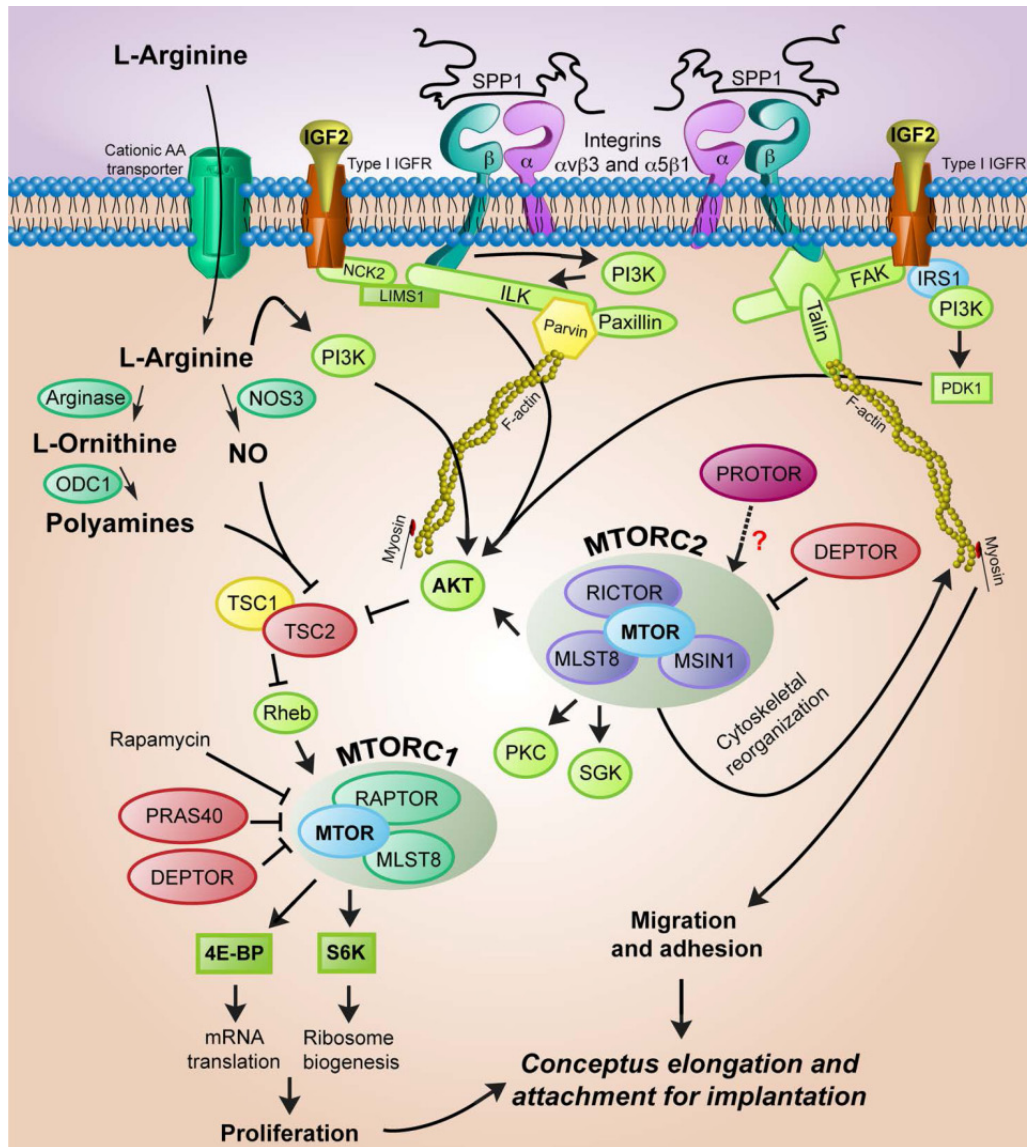 L-Arginine
SPP1
SPP1
Cationic AA
transporter
IGF2
Type I IGFR
β
α
Integrins
αvβ3 and α5β1
α
β
IGF2
Type I IGFR
NCK2
LIMS1
ILK
PI3K
Parvin
Paxillin
FAK
IRS1
PI3K
Talin
PDK1
L-Arginine
PI3K
Arginase
NOS3
L-Ornithine
NO
ODC1
Polyamines
F-actin
Myosin
F-actin
Myosin
PROTOR
?
DEPTOR
MTORC2
RICTOR
MTOR
MLST8
MSIN1
AKT
TSC1
TSC2
Rheb
PKC
SGK
Cytoskeletal
reorganization
Rapamycin
MTORC1
RAPTOR
MTOR
MLST8
PRAS40
DEPTOR
4E-BP
S6K
mRNA
translation
Ribosome
biogenesis
Proliferation
Migration
and adhesion
Conceptus elongation and
attachment for implantation